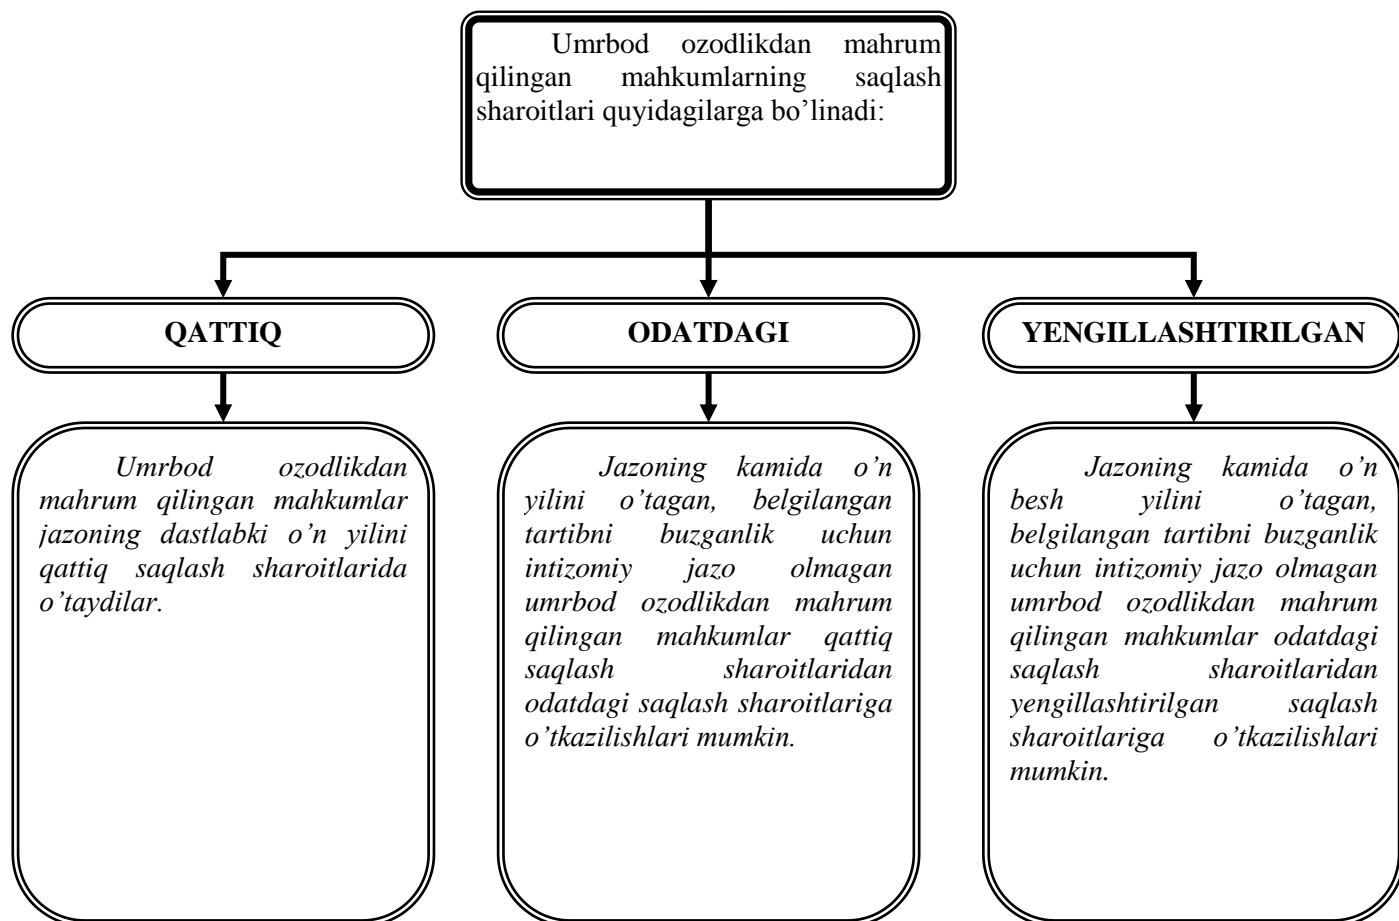 Umrbod ozodlikdan mahrum
qilingan mahkumlarning saqlash
sharoitlari quyidagilarga bo’linadi:
QATTIQ
ODATDAGI
YENGILLASHTIRILGAN
Umrbod ozodlikdan
mahrum qilingan mahkumlar
jazoning dastlabki o’n yilini
qattiq saqlash sharoitlarida
o’taydilar.
Jazoning kamida o’n
yilini o’tagan, belgilangan
tartibni buzganlik uchun
intizomiy jazo olmagan
umrbod ozodlikdan mahrum
qilingan mahkumlar qattiq
saqlash sharoitlaridan
odatdagi saqlash sharoitlariga
o’tkazilishlari mumkin.
Jazoning kamida o’n
besh yilini o’tagan,
belgilangan tartibni buzganlik
uchun intizomiy jazo olmagan
umrbod ozodlikdan mahrum
qilingan mahkumlar odatdagi
saqlash sharoitlaridan
yengillashtirilgan saqlash
sharoitlariga o’tkazilishlari
mumkin.